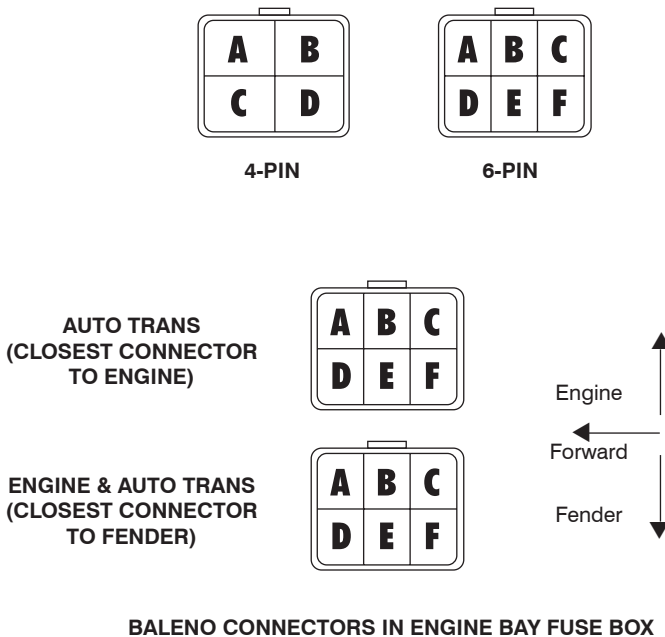 A B
C D
4-PIN
A B C
D E F
6-PIN
AUTO TRANS
(CLOSEST CONNECTOR
TO ENGINE)
A B C
D E F
ENGINE & AUTO TRANS
(CLOSEST CONNECTOR
TO FENDER)
A B C
D E F
Engine
Forward
Fender
BALENO CONNECTORS IN ENGINE BAY FUSE BOX